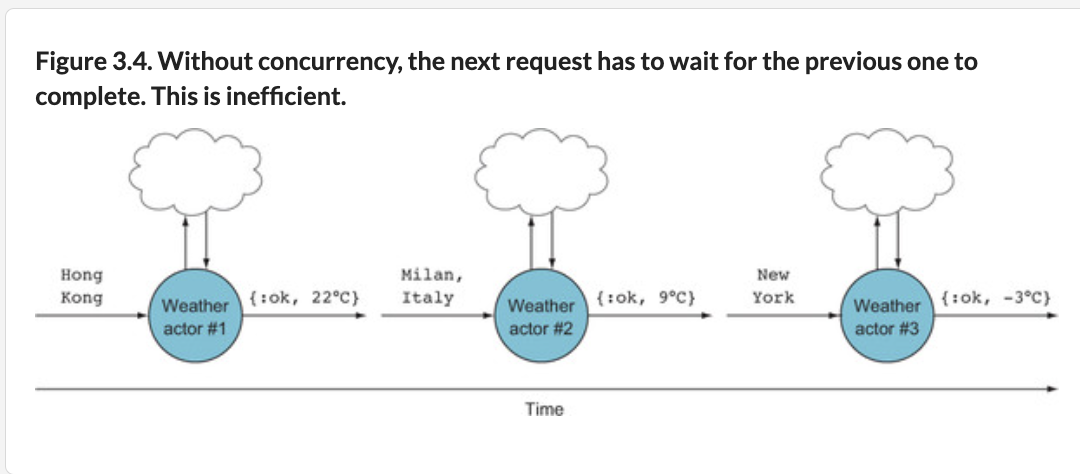 Figure 3.4. Without concurrency, the next request has to wait for the previous one to
complete. This is inefficient.
Hong
Kong
Weather
actor #1
{:ok, 22°C}
Milan,
Italy
Weather
actor #2
{:ok, 9°C}
New
York
Weather
actor #3
{:ok, -3°C}
Time